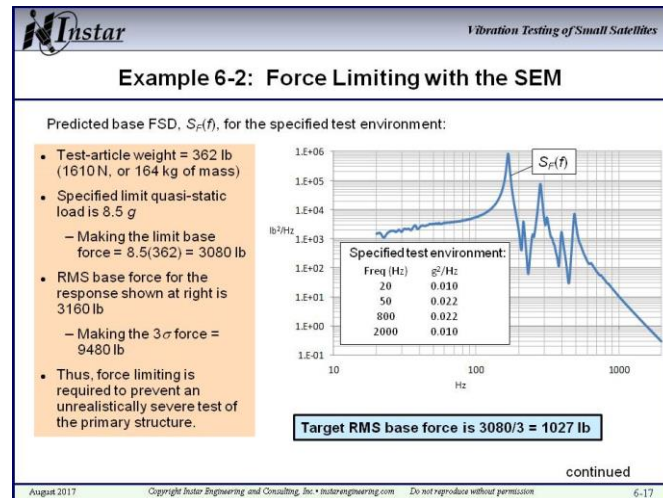 Instar
Vibration Testing of Small Satellites
Example 6-2: Force Limiting with the SEM
Predicted base FSD, SF(f), for the specified test environment:
• Test-article weight = 362 lb
(1610 N, or 164 kg of mass)
• Specified limit quasi-static
load is 8.5 g
– Making the limit base
force = 8.5(362) = 3080 lb
• RMS base force for the
response shown at right is
3160 lb
– Making the 3σ force =
9480 lb
• Thus, force limiting is
required to prevent an
unrealistically severe test of
the primary structure.
1.E+06
1.E+05
1.E+04
lb²/Hz
1.E+03
1.E+02
1.E+01
1.E+00
1.E-01
SF(f)
Specified test environment:
Freq (Hz) g²/Hz
20 0.010
50 0.022
800 0.022
2000 0.010
10 100 1000
Hz
Target RMS base force is 3080/3 = 1027 lb
continued
August 2017 Copyright Instar Engineering and Consulting, Inc. • instarengineering.com Do not reproduce without permission 6-17